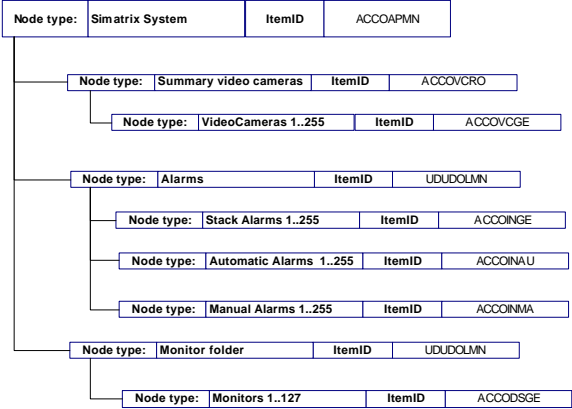 Node type: Simatrix System ItemID ACCOAPMN
Node type: Summary video cameras ItemID ACCOVCRO
Node type: VideoCameras 1..255 ItemID ACCOVCGE
Node type: Alarms ItemID UDUDOLMN
Node type: Stack Alarms 1..255 ItemID ACCOINGE
Node type: Automatic Alarms 1..255 ItemID ACCOINAU
Node type: Manual Alarms 1..255 ItemID ACCOINMA
Node type: Monitor folder ItemID UDUDOLMN
Node type: Monitors 1..127 ItemID ACCODSGE